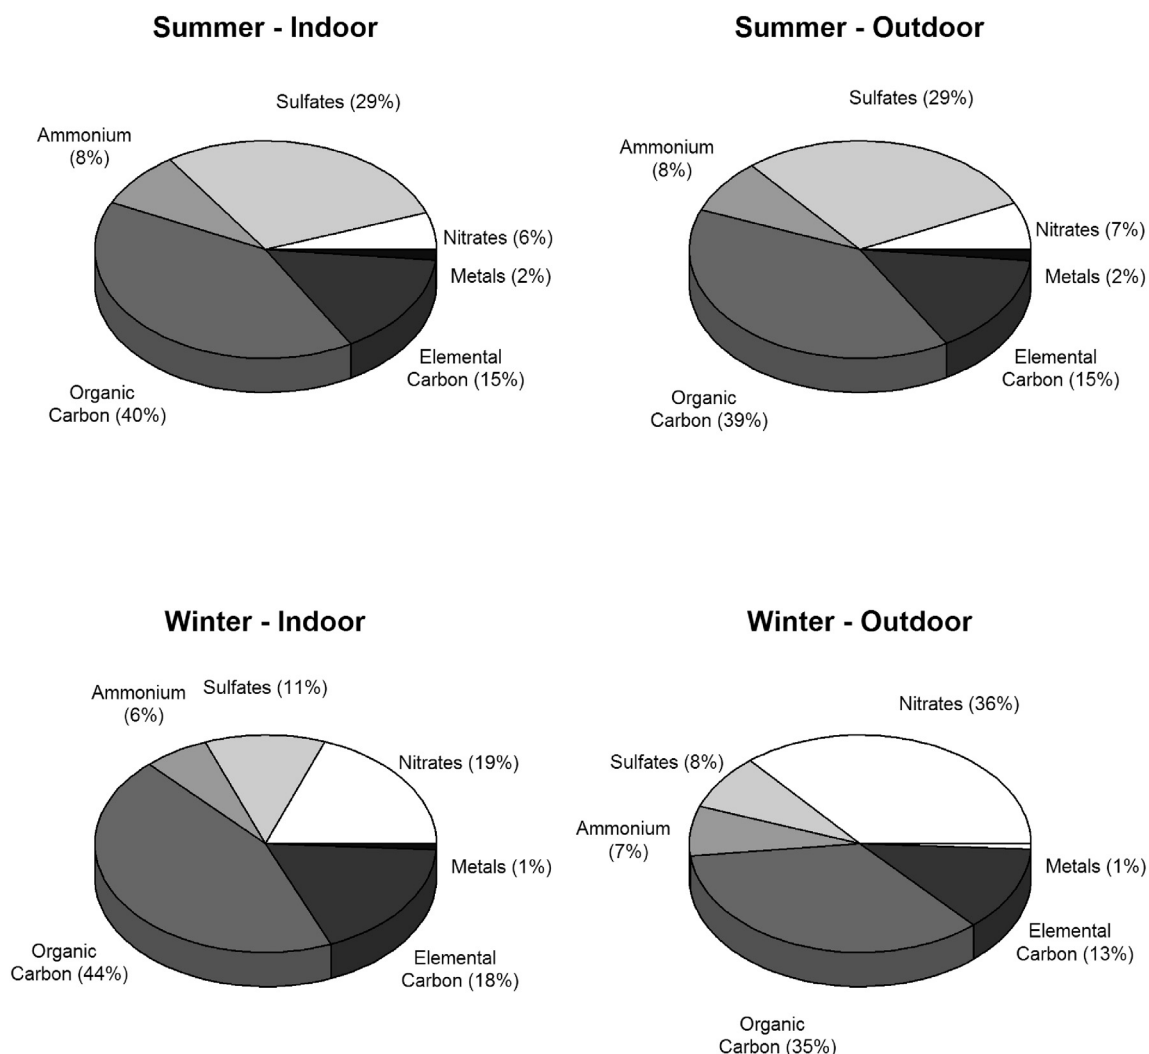 Summer - Indoor
Sulfates (29%)
Ammonium
(8%)
Nitrates (6%)
Metals (2%)
Elemental
Carbon (15%)
Organic
Carbon (40%)
Summer - Outdoor
Sulfates (29%)
Ammonium
(8%)
Nitrates (7%)
Metals (2%)
Elemental
Carbon (15%)
Organic
Carbon (39%)
Winter - Indoor
Sulfates (11%)
Ammonium
(6%)
Nitrates (19%)
Metals (1%)
Elemental
Carbon (18%)
Organic
Carbon (44%)
Winter - Outdoor
Nitrates (36%)
Sulfates (8%)
Ammonium
(7%)
Metals (1%)
Elemental
Carbon (13%)
Organic
Carbon (35%)